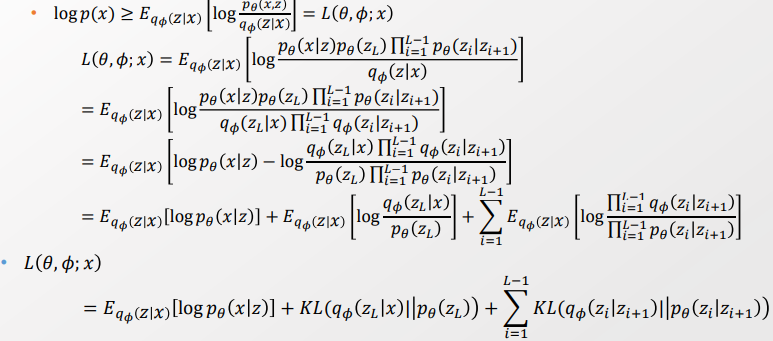 • log p(x) ≥ E_{q_ϕ(z|x)} [log p_θ(x,z) / q_ϕ(z|x)] = L(θ, ϕ; x)
L(θ, ϕ; x) = E_{q_ϕ(z|x)} [log p_θ(x|z)p_θ(z_L) ∏_{i=1}^{L−1} p_θ(z_i|z_{i+1}) / q_ϕ(z|x)]
= E_{q_ϕ(z|x)} [log p_θ(x|z)p_θ(z_L) ∏_{i=1}^{L−1} p_θ(z_i|z_{i+1}) / q_ϕ(z_L|x) ∏_{i=1}^{L−1} q_ϕ(z_i|z_{i+1})]
= E_{q_ϕ(z|x)} [log p_θ(x|z) − log q_ϕ(z_L|x) ∏_{i=1}^{L−1} q_ϕ(z_i|z_{i+1}) / p_θ(z_L) ∏_{i=1}^{L−1} p_θ(z_i|z_{i+1})]
= E_{q_ϕ(z|x)}[log p_θ(x|z)] + E_{q_ϕ(z|x)} [log q_ϕ(z_L|x) / p_θ(z_L)] + ∑_{i=1}^{L−1} E_{q_ϕ(z|x)} [log ∏_{i=1}^{L−1} q_ϕ(z_i|z_{i+1}) / ∏_{i=1}^{L−1} p_θ(z_i|z_{i+1})]
• L(θ, ϕ; x)
= E_{q_ϕ(z|x)}[log p_θ(x|z)] + KL(q_ϕ(z_L|x)||p_θ(z_L)) + ∑_{i=1}^{L−1} KL(q_ϕ(z_i|z_{i+1})||p_θ(z_i|z_{i+1}))